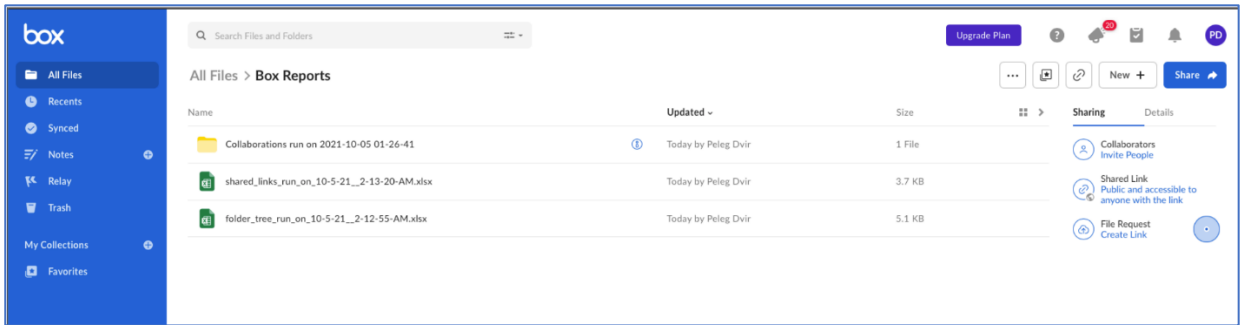 box
Search Files and Folders
Upgrade Plan
20
PD
All Files
Recents
Synced
Notes
Relay
Trash
My Collections
Favorites
All Files > Box Reports
New +
Share
Name
Updated
Size
Collaborations run on 2021-10-05 01-26-41
Today by Peleg Dvir
1 File
shared_links_run_on_10-5-21__2-13-20-AM.xlsx
Today by Peleg Dvir
3.7 KB
folder_tree_run_on_10-5-21__2-12-55-AM.xlsx
Today by Peleg Dvir
5.1 KB
Sharing
Details
Collaborators
Invite People
Shared Link
Public and accessible to
anyone with the link
File Request
Create Link